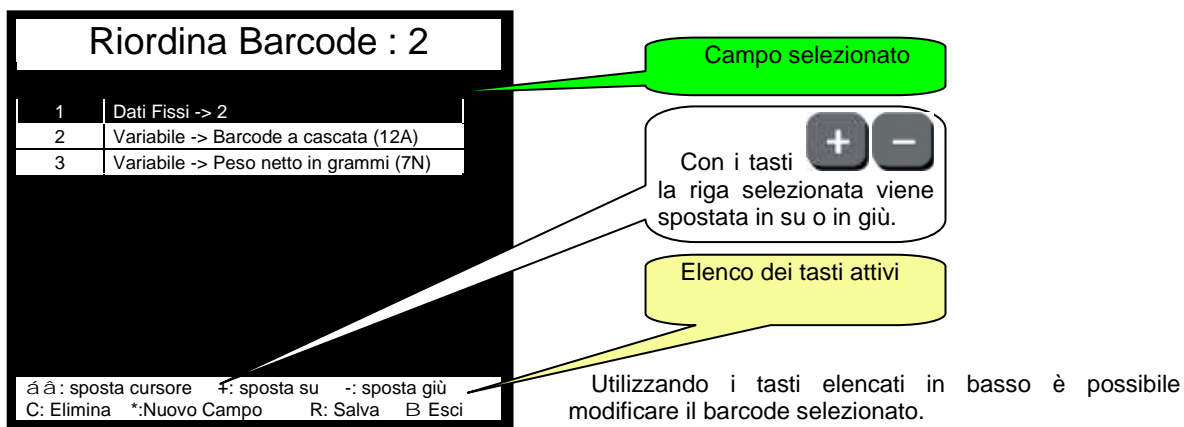 Riordina Barcode : 2
1 Dati Fissi -> 2
2 Variabile -> Barcode a cascata (12A)
3 Variabile -> Peso netto in grammi (7N)
á â : sposta cursore +: sposta su -: sposta giù
C: Elimina *:Nuovo Campo R: Salva B Esci
Campo selezionato
+ -
Con i tasti
la riga selezionata viene
spostata in su o in giù.
Elenco dei tasti attivi
Utilizzando i tasti elencati in basso è possibile
modificare il barcode selezionato.